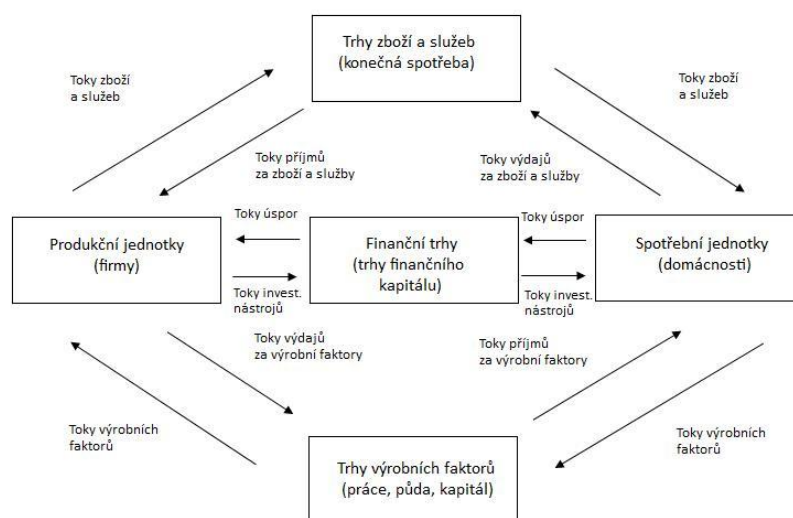 Trhy zboží a služeb
(konečná spotřeba)
Toky zboží
a služeb
Toky zboží
a služeb
Toky příjmů
za zboží a služby
Toky výdajů
za zboží a služby
Produkční jednotky
(firmy)
Toky úspor
Finanční trhy
(trhy finančního
kapitálu)
Toky úspor
Spotřební jednotky
(domácnosti)
Toky invest.
nástrojů
Toky invest.
nástrojů
Toky výdajů
za výrobní faktory
Toky příjmů
za výrobní faktory
Toky výrobních
faktorů
Toky výrobních
faktorů
Trhy výrobních faktorů
(práce, půda, kapitál)